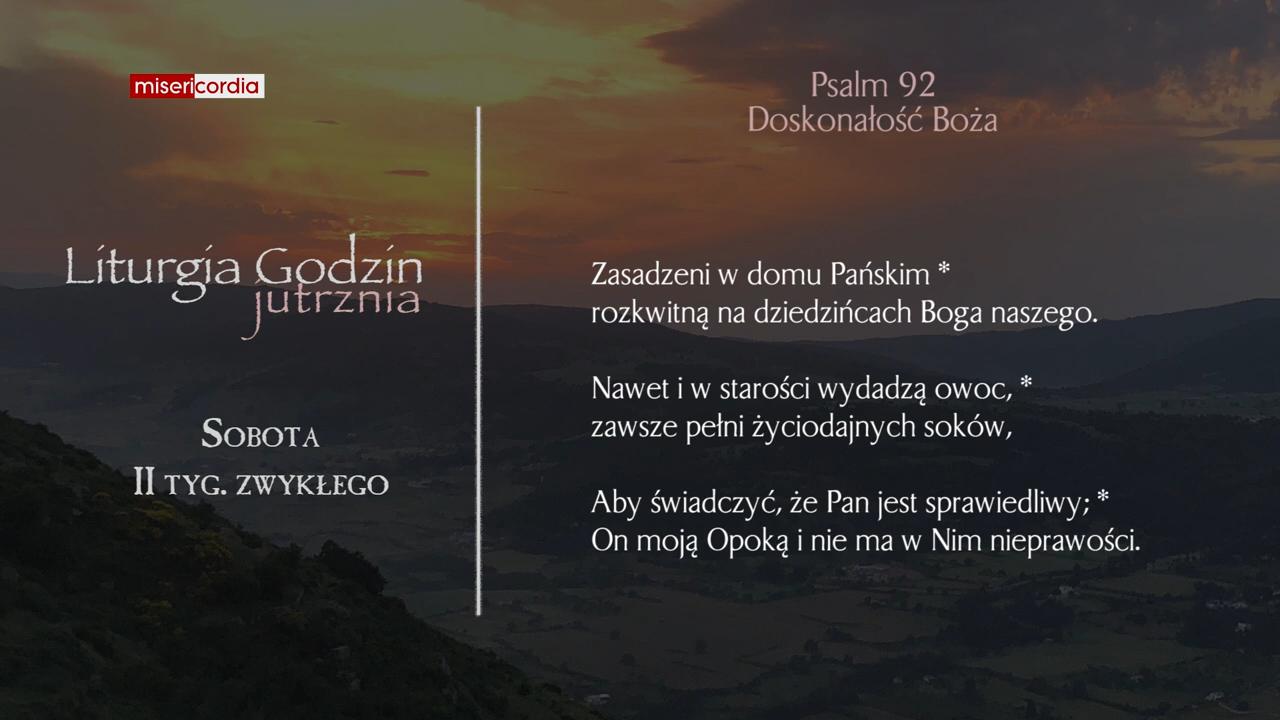 misericordia
Liturgia Godzin
jutrznia
Sobota
II tyg. zwykłego
Psalm 92
Doskonałość Boża
Zasadzeni w domu Pańskim *
rozkwitną na dziedzińcach Boga naszego.
Nawet i w starości wydadzą owoc, *
zawsze pełni życiodajnych soków,
Aby świadczyć, że Pan jest sprawiedliwy; *
On moją Opoką i nie ma w Nim nieprawości.